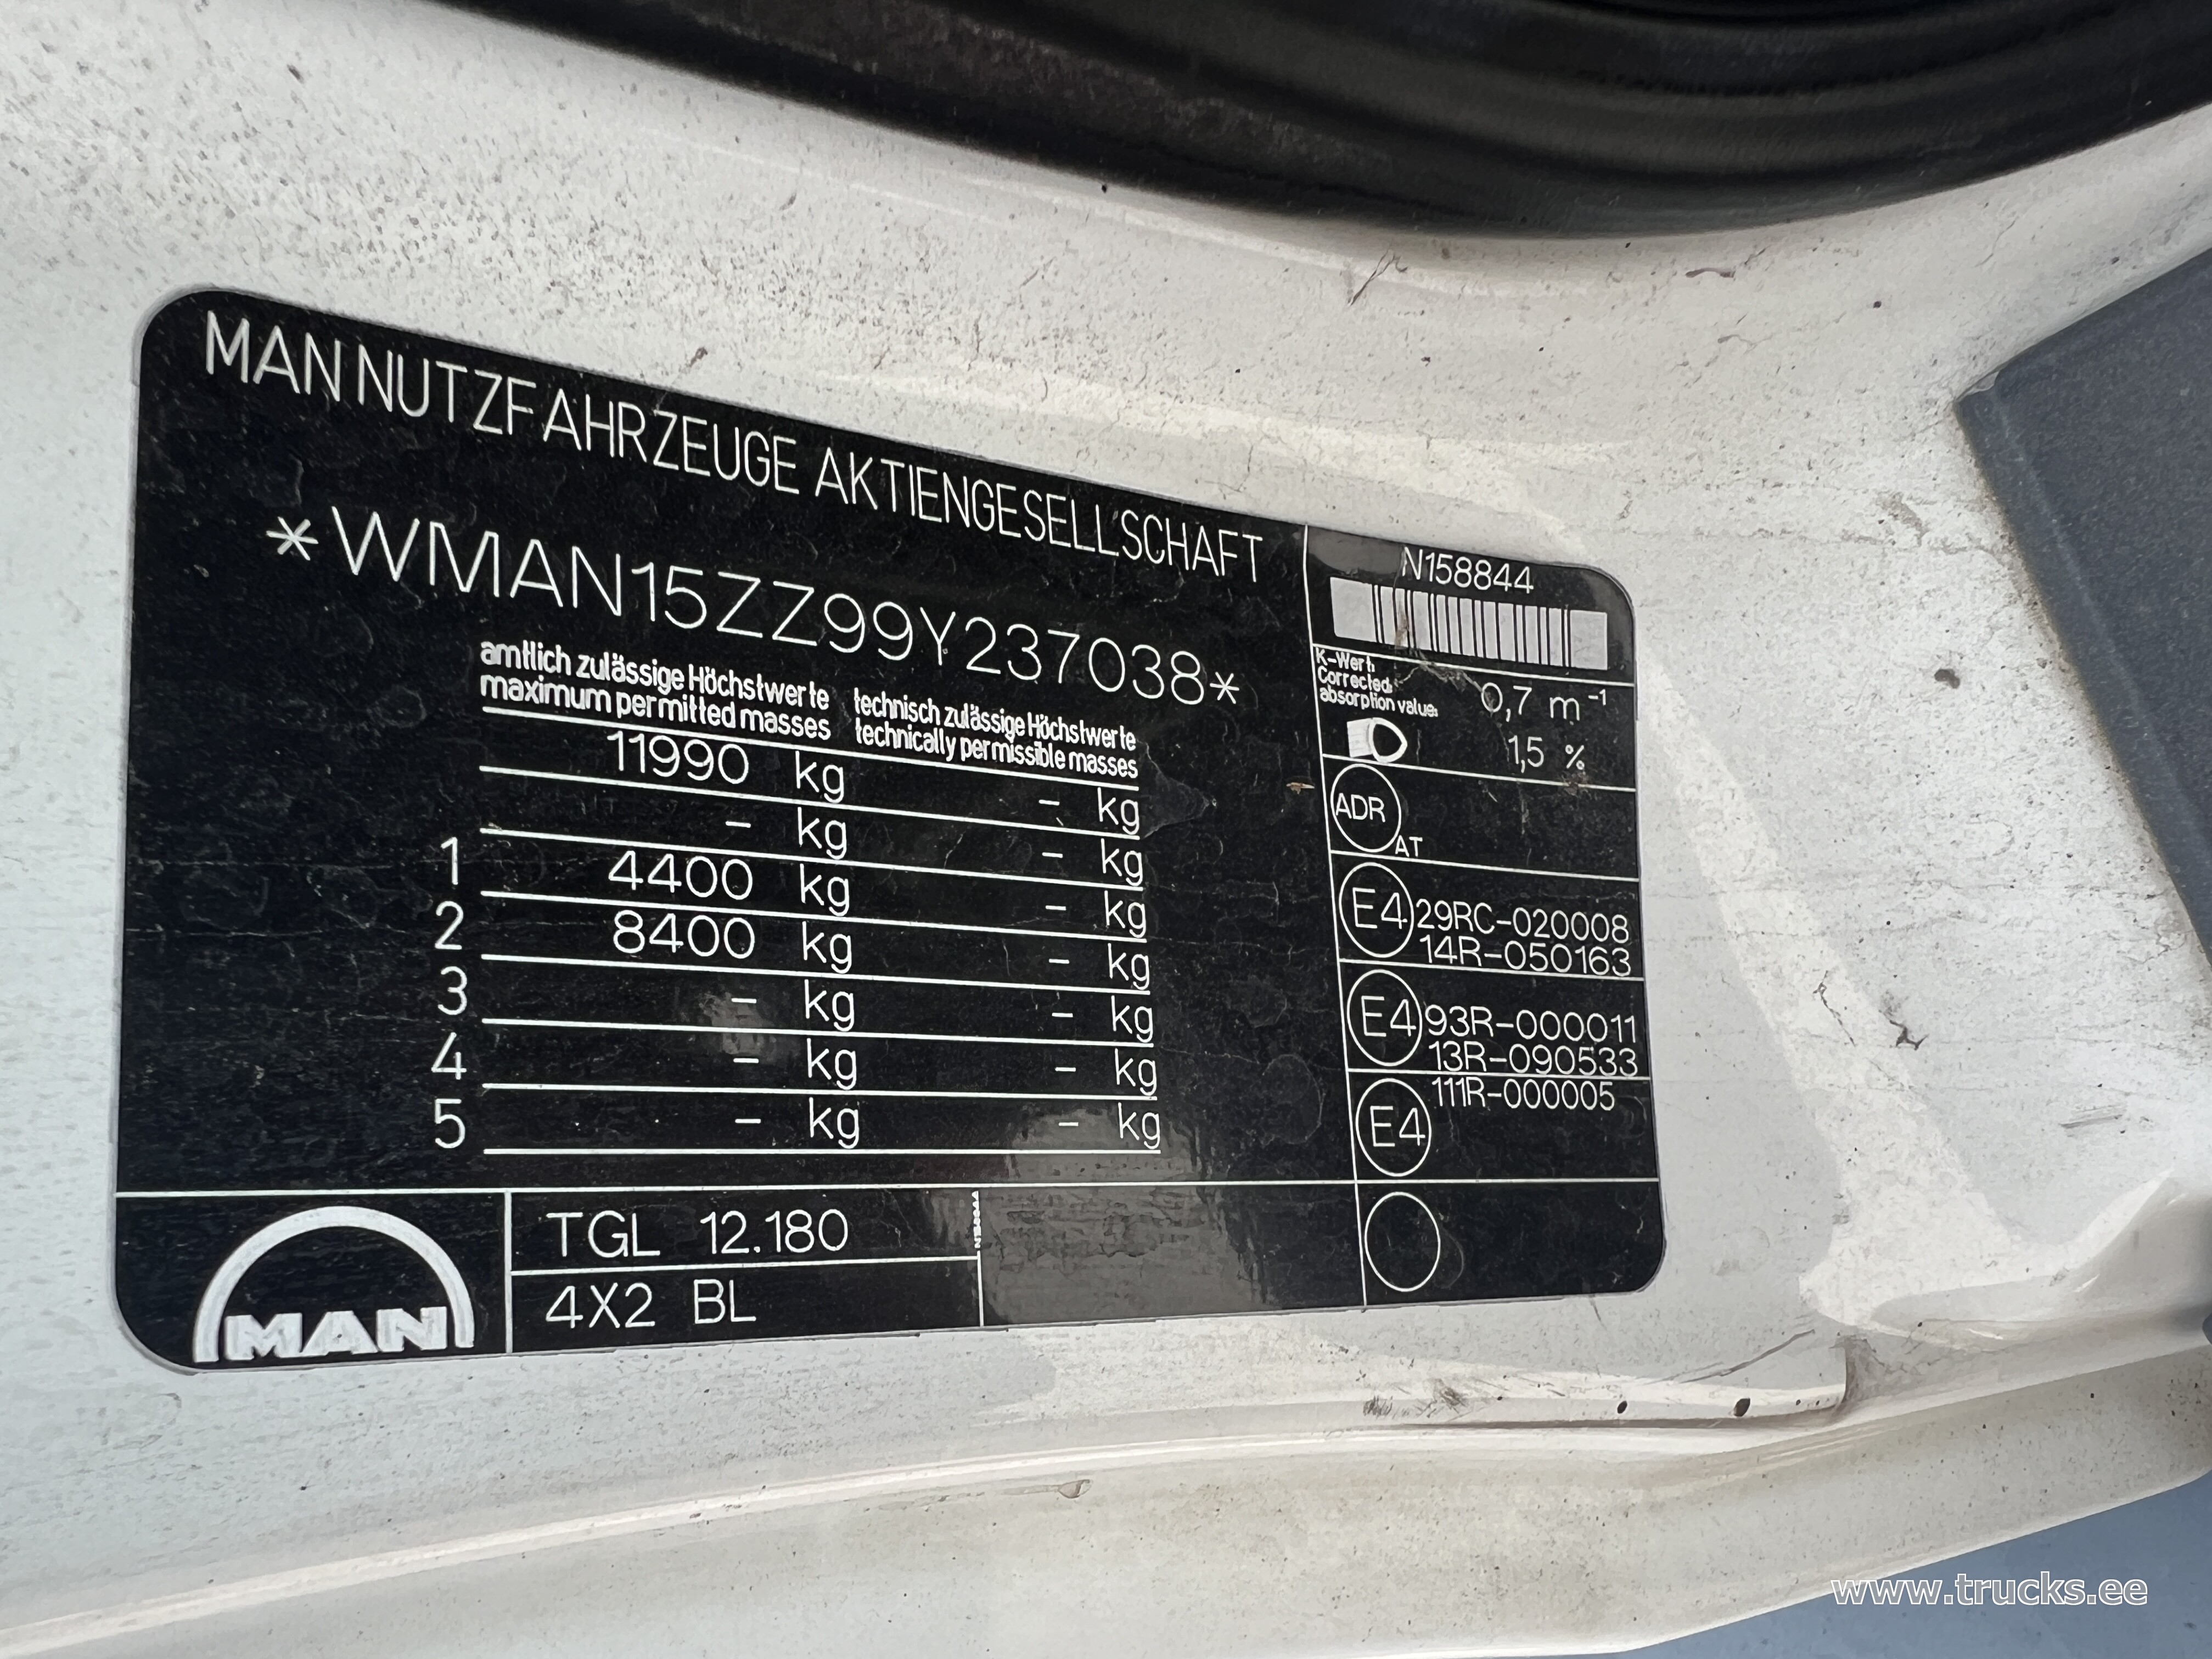 MAN NUTZFAHRZEUGE AKTIENGESELLSCHAFT
*WMAN15ZZ99Y237038*
amtlich zulässige Höchstwerte
maximum permitted masses
technisch zulässige Höchstwerte
technically permissible masses
11990 kg - kg
- kg - kg
1 4400 kg - kg
2 8400 kg - kg
3 - kg - kg
4 - kg - kg
5 - kg - kg
MAN
TGL 12.180
4X2 BL
N158844
K-Wert:
Corrected
absorption value:
0,7 m⁻¹
1,5 %
ADR
AT
E4 29RC-020008
14R-050163
E4 93R-000011
13R-090533
E4 111R-000005
www.trucks.ee